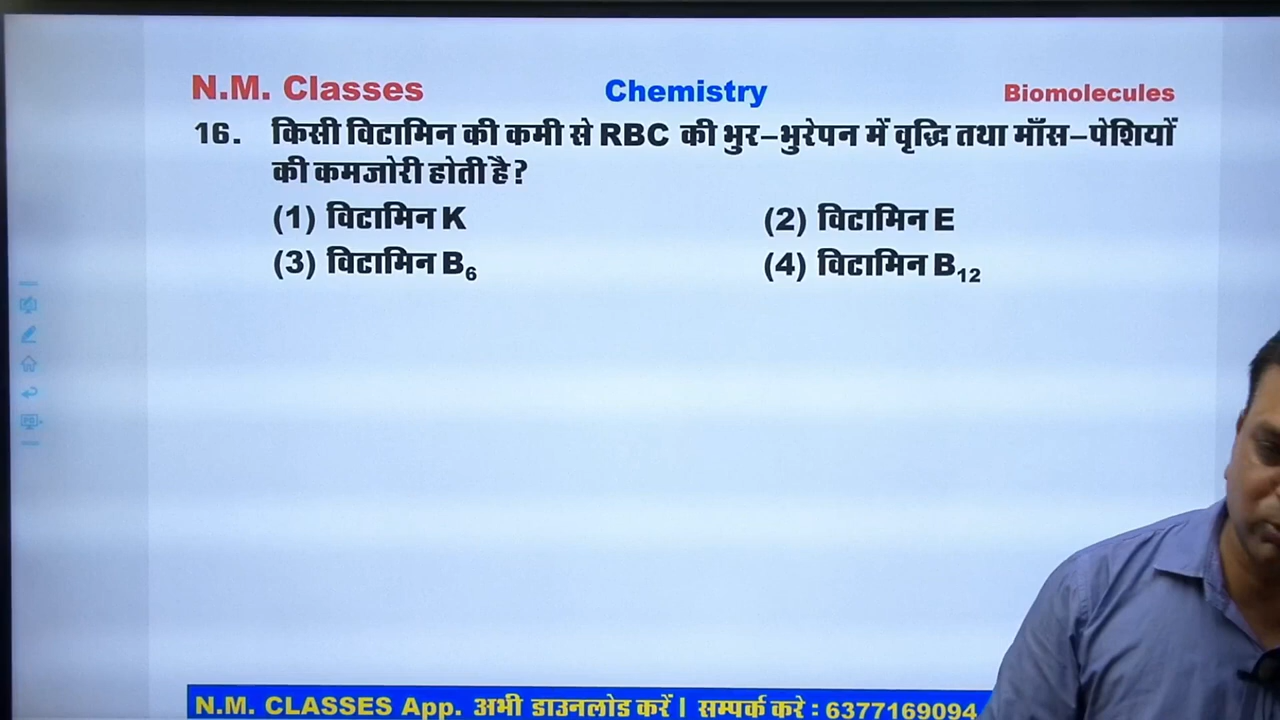 N.M. Classes Chemistry Biomolecules
16. किसी विटामिन की कमी से RBC की भुर–भुरेपन में वृद्धि तथा माँस–पेशियों
की कमजोरी होती है?
(1) विटामिन K (2) विटामिन E
(3) विटामिन B₆ (4) विटामिन B₁₂
N.M. CLASSES App. अभी डाउनलोड करें। सम्पर्क करे : 6377169094